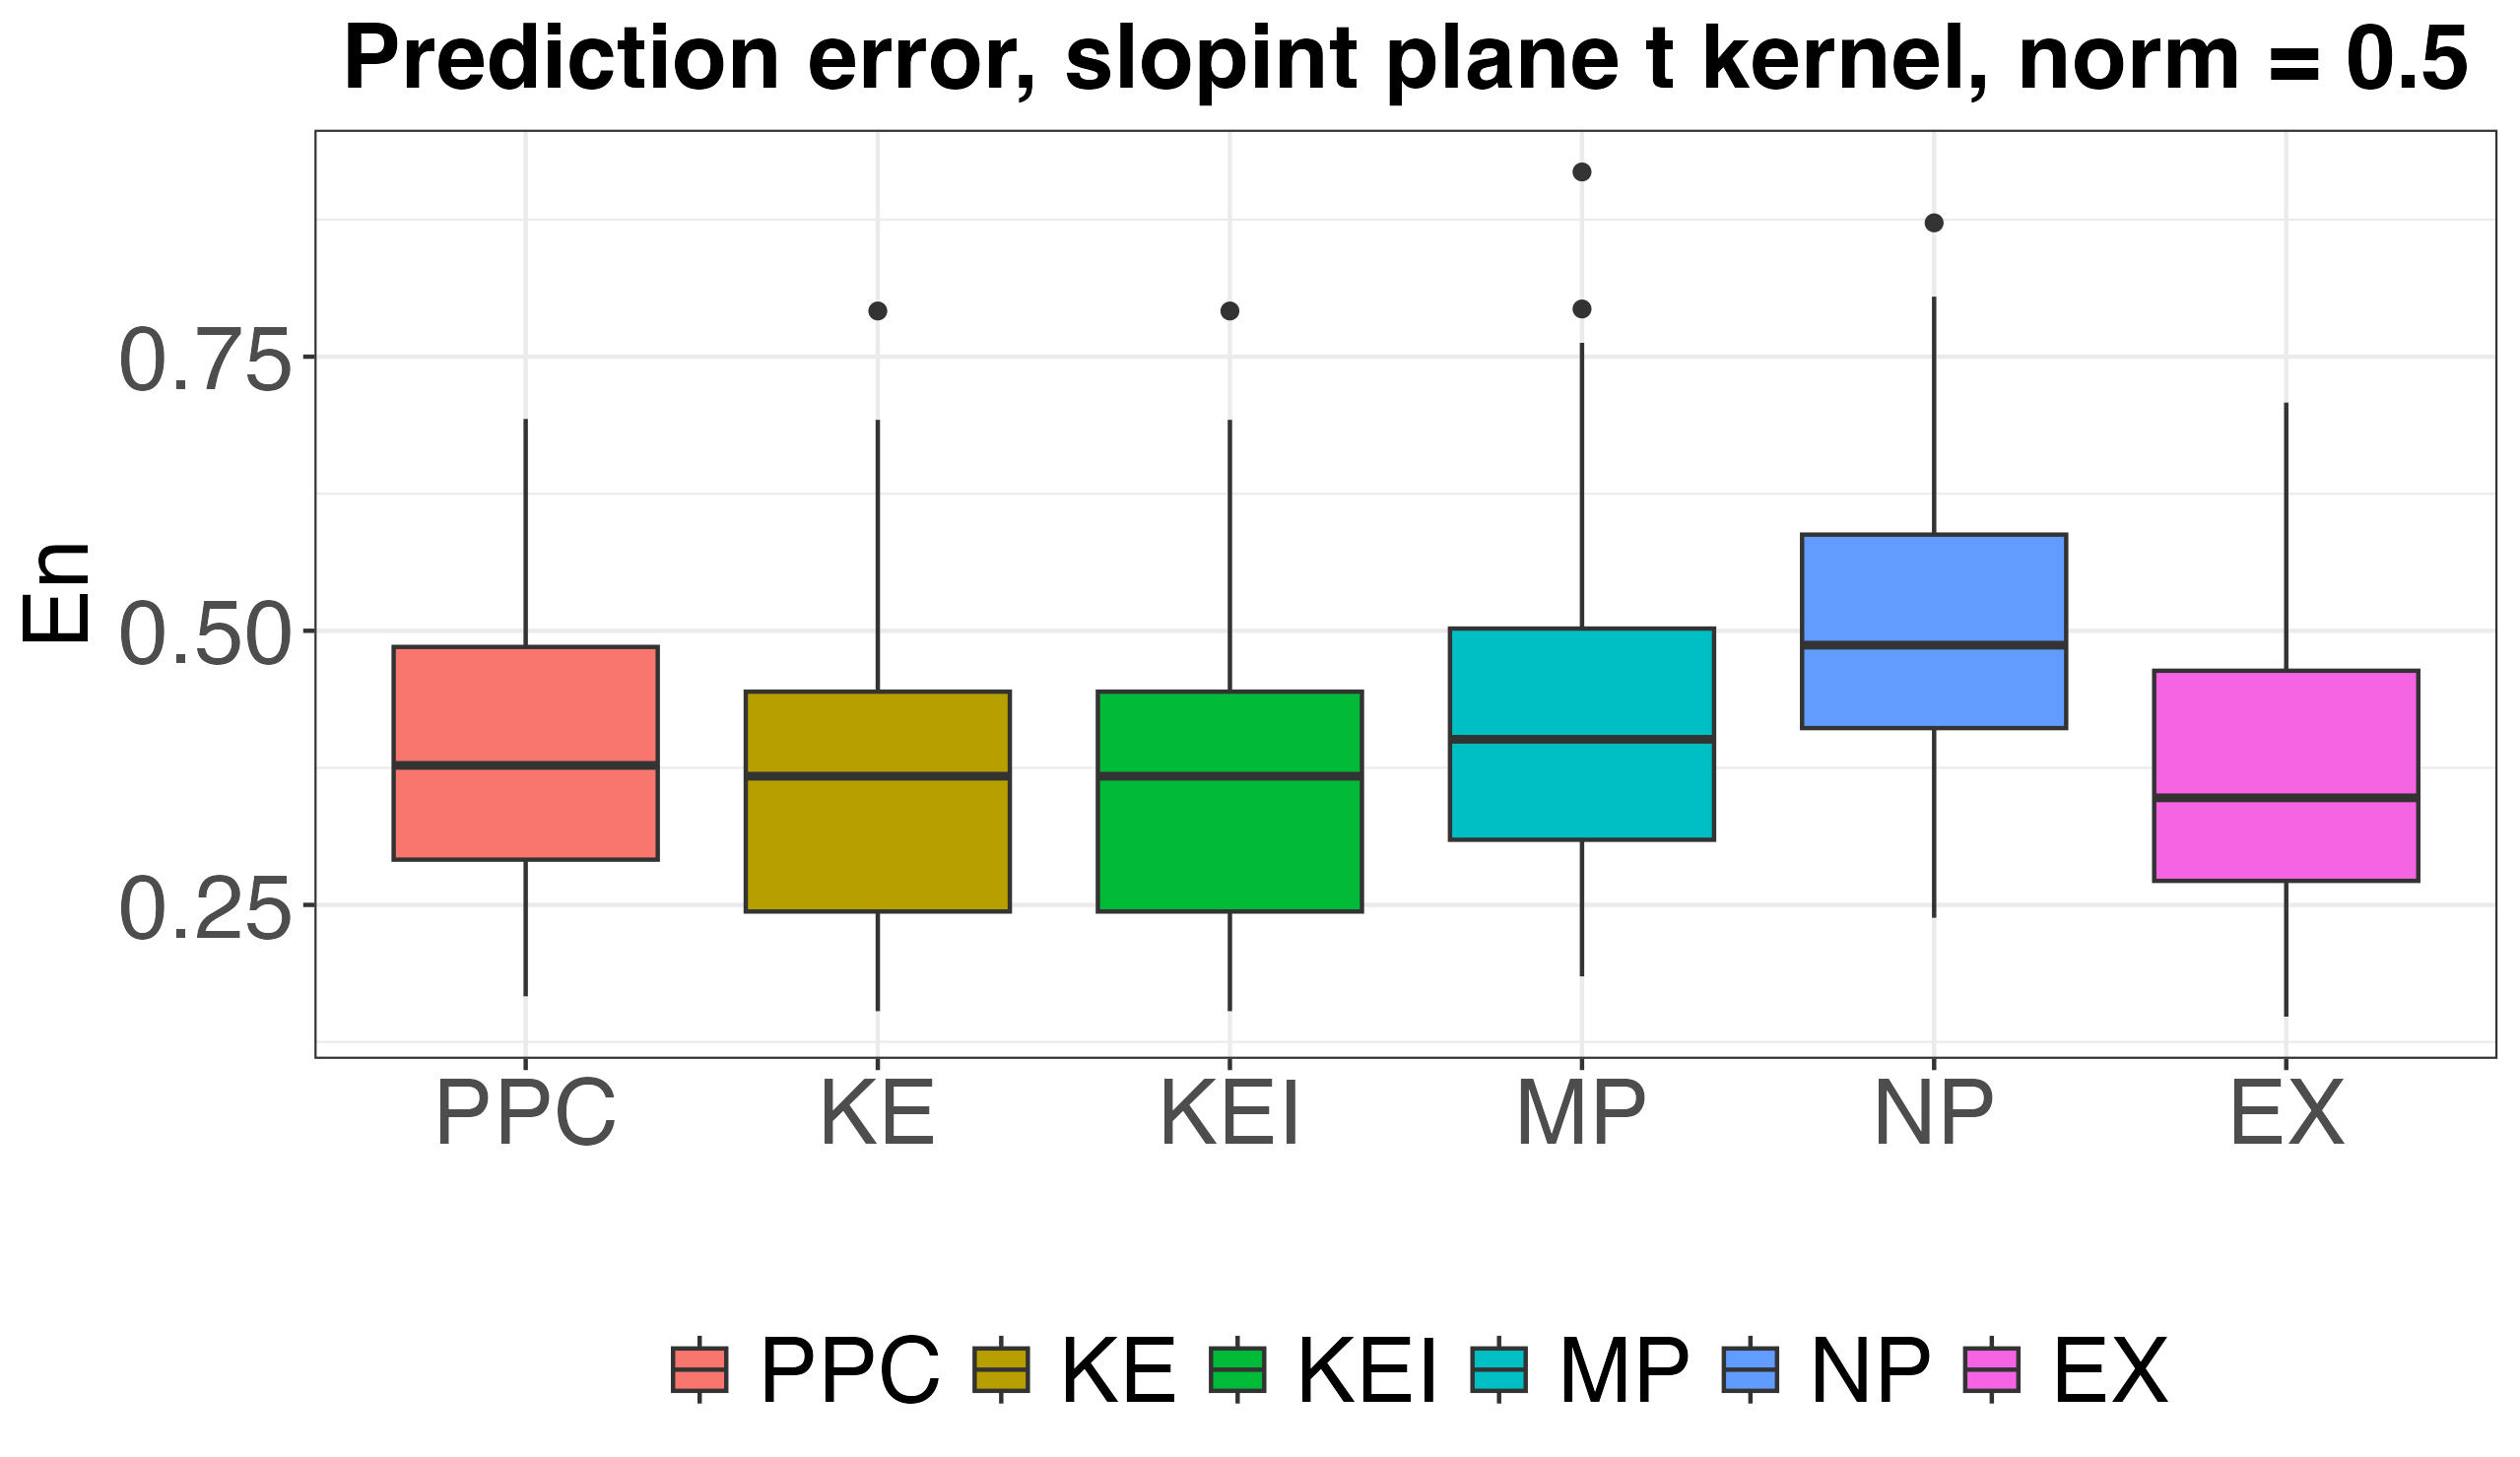 Prediction error, slopint plane t kernel, norm = 0.5
En
0.75
0.50
0.25
PPC KE KEI MP NP EX
PPC KE KEI MP NP EX